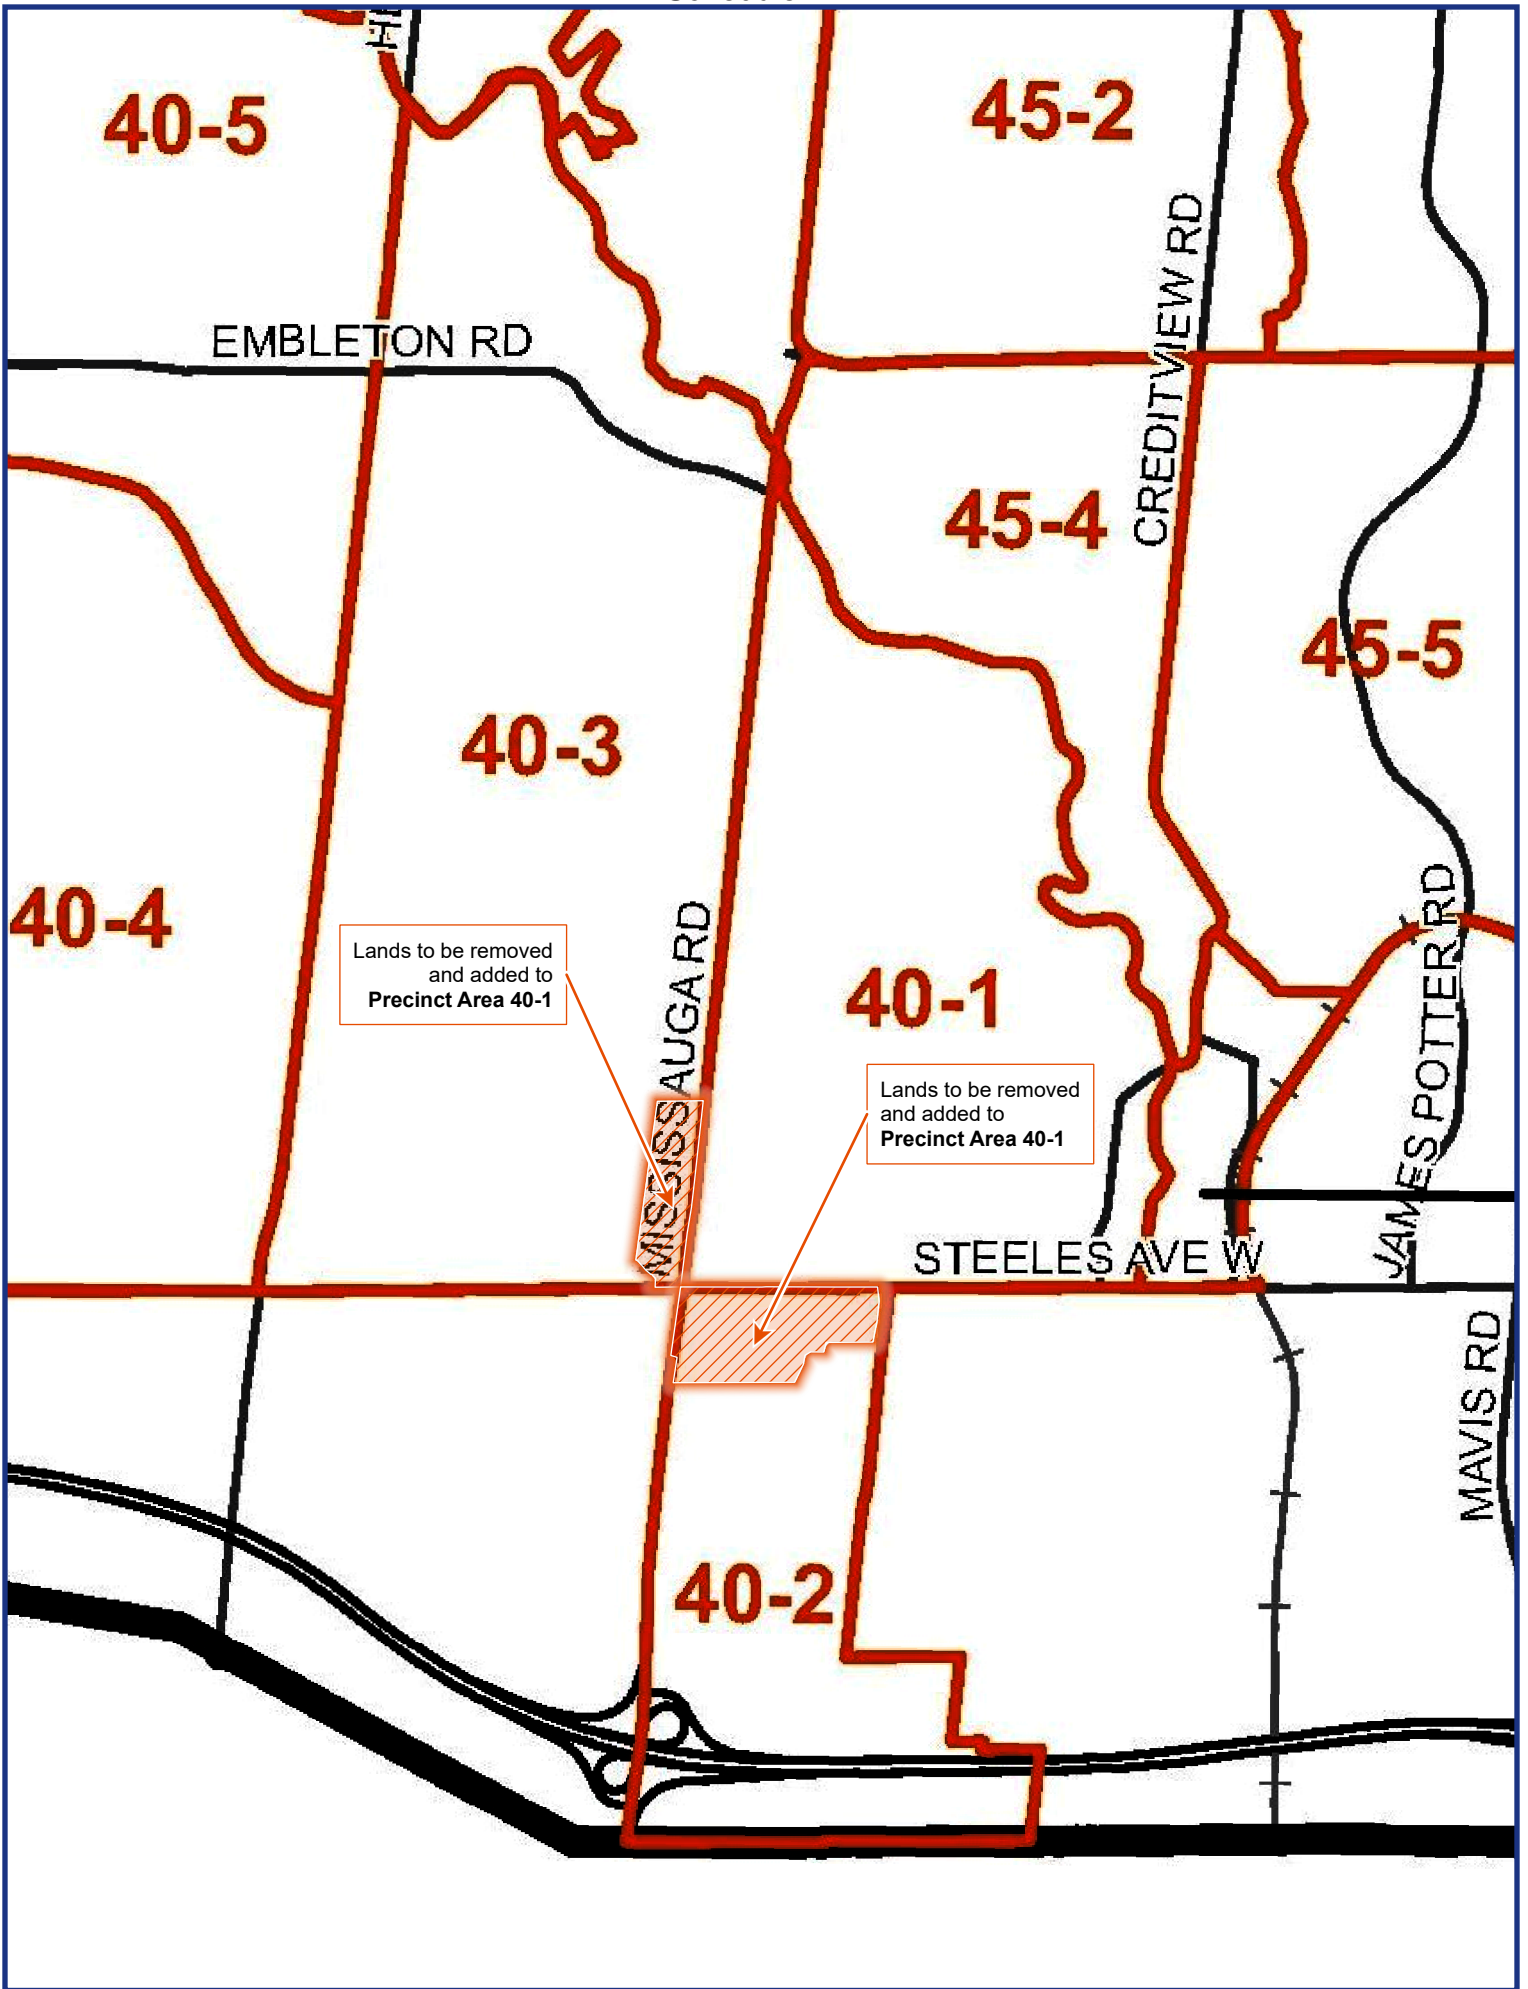 40-5
45-2
CREDITVIEW RD
EMBLETON RD
45-4
45-5
40-3
40-4
JAMES POTTER RD
MISSISSAUGA RD
Lands to be removed
and added to
Precinct Area 40-1
40-1
Lands to be removed
and added to
Precinct Area 40-1
STEELES AVE W
MAVIS RD
40-2